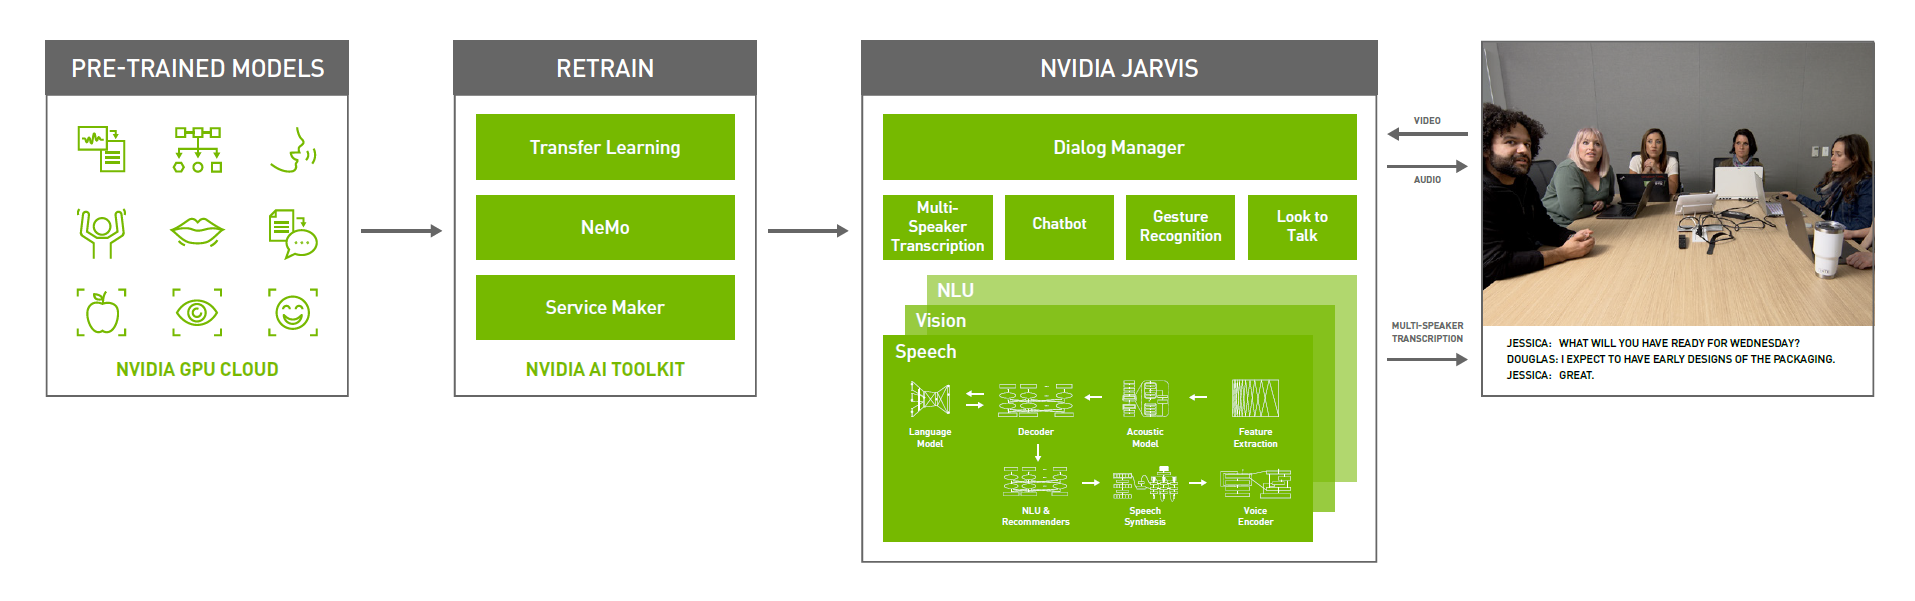 PRE-TRAINED MODELS
NVIDIA GPU CLOUD
RETRAIN
Transfer Learning
NeMo
Service Maker
NVIDIA AI TOOLKIT
NVIDIA JARVIS
Dialog Manager
Multi-
Speaker
Transcription
Chatbot
Gesture
Recognition
Look to
Talk
NLU
Vision
Speech
Language
Model
Decoder
Acoustic
Model
Feature
Extraction
NLU &
Recommenders
Speech
Synthesis
Voice
Encoder
VIDEO
AUDIO
MULTI-SPEAKER
TRANSCRIPTION
JESSICA: WHAT WILL YOU HAVE READY FOR WEDNESDAY?
DOUGLAS: I EXPECT TO HAVE EARLY DESIGNS OF THE PACKAGING.
JESSICA: GREAT.